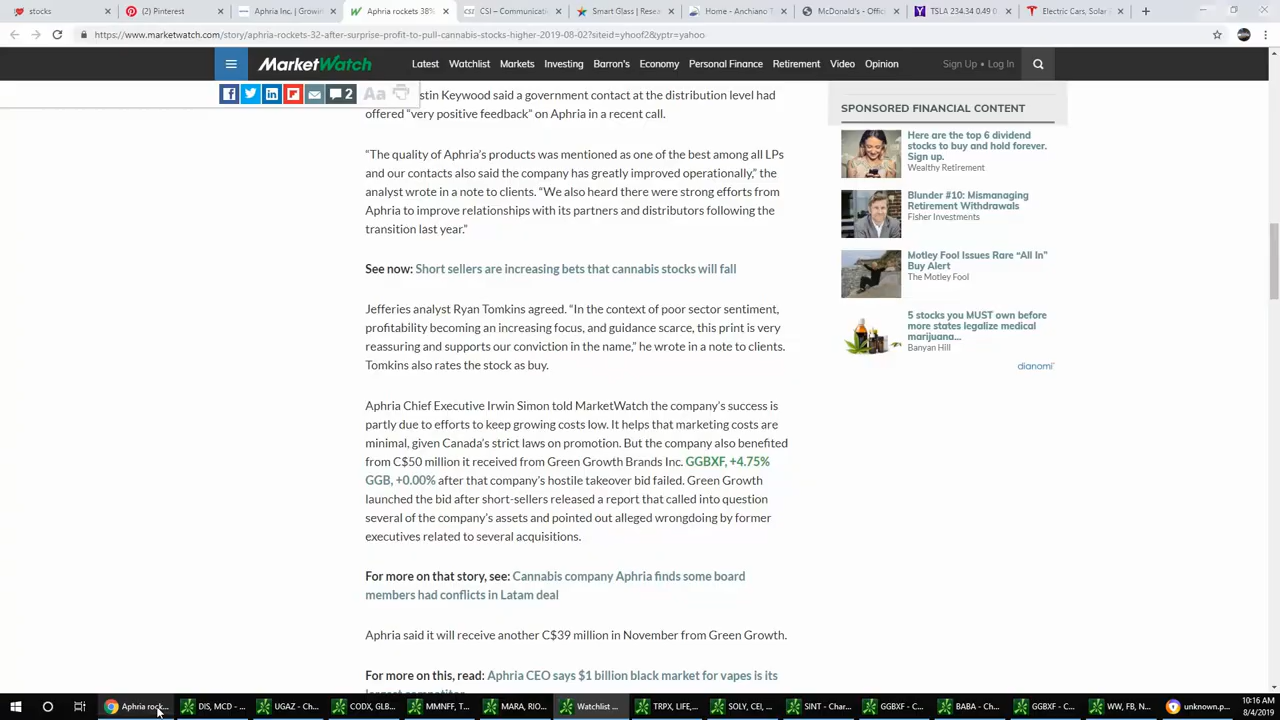 stocks
Pinterest
Aphria Inc. | Growi
Aphria rockets 38%
CSI – Communicat
Smart Glass | Resea
Home - Anchiano T
McDonald's - Offici
TSLA 234.34 0.49 0
Electric Cars, Solar
https://www.marketwatch.com/story/aphria-rockets-32-after-surprise-profit-to-pull-cannabis-stocks-higher-2019-08-02?siteid=yhoof2&yptr=yahoo
MarketWatch
Latest Watchlist Markets Investing Barron's Economy Personal Finance Retirement Video Opinion
Sign Up • Log In
2
Aa
stin Keywood said a government contact at the distribution level had
offered “very positive feedback” on Aphria in a recent call.
“The quality of Aphria’s products was mentioned as one of the best among all LPs
and our contacts also said the company has greatly improved operationally,” the
analyst wrote in a note to clients. “We also heard there were strong efforts from
Aphria to improve relationships with its partners and distributors following the
transition last year.”
See now: Short sellers are increasing bets that cannabis stocks will fall
Jefferies analyst Ryan Tomkins agreed. “In the context of poor sector sentiment,
profitability becoming an increasing focus, and guidance scarce, this print is very
reassuring and supports our conviction in the name,” he wrote in a note to clients.
Tomkins also rates the stock as buy.
Aphria Chief Executive Irwin Simon told MarketWatch the company’s success is
partly due to efforts to keep growing costs low. It helps that marketing costs are
minimal, given Canada’s strict laws on promotion. But the company also benefited
from C$50 million it received from Green Growth Brands Inc. GGBXF, +4.75%
GGB, +0.00% after that company’s hostile takeover bid failed. Green Growth
launched the bid after short-sellers released a report that called into question
several of the company’s assets and pointed out alleged wrongdoing by former
executives related to several acquisitions.
For more on that story, see: Cannabis company Aphria finds some board
members had conflicts in Latam deal
Aphria said it will receive another C$39 million in November from Green Growth.
For more on this, read: Aphria CEO says $1 billion black market for vapes is its
largest competitor
SPONSORED FINANCIAL CONTENT
Here are the top 6 dividend
stocks to buy and hold forever.
Sign up.
Wealthy Retirement
Blunder #10: Mismanaging
Retirement Withdrawals
Fisher Investments
Motley Fool Issues Rare “All In”
Buy Alert
The Motley Fool
5 stocks you MUST own before
more states legalize medical
marijuana...
Banyan Hill
dianomi
Aphria rock...
DIS, MCD - ...
UGAZ - Ch...
CODX, GLB...
MMNFF, T...
MARA, RIO...
Watchlist ...
TRPX, LIFE,...
SOLY, CEI, ...
SINT - Char...
GGBXF - C...
BABA - Ch...
GGBXF - C...
WW, FB, N...
unknown.p...
10:16 AM
8/4/2019